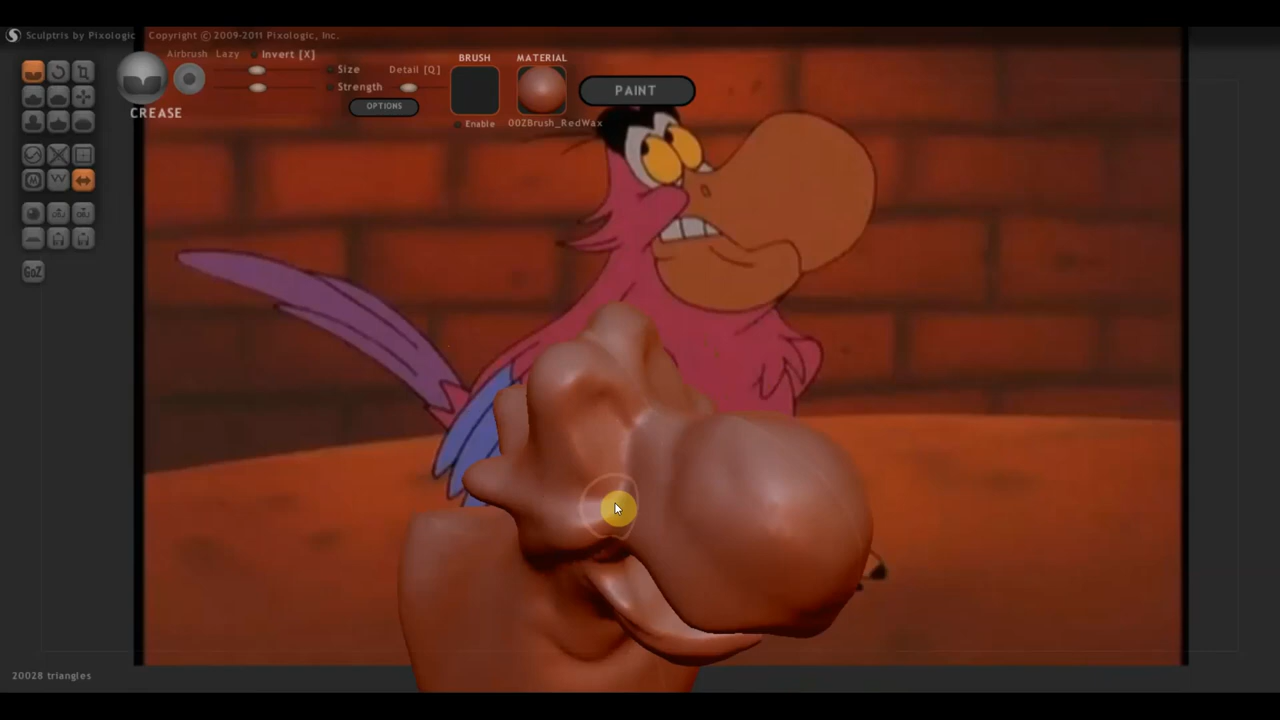 Sculptris by Pixologic Copyright © 2009-2011 Pixologic, Inc.
Airbrush Lazy Invert [X]
BRUSH MATERIAL
Size Detail [Q]
Strength
PAINT
OPTIONS
CREASE
Enable 00ZBrush_RedWax
GoZ
20028 triangles